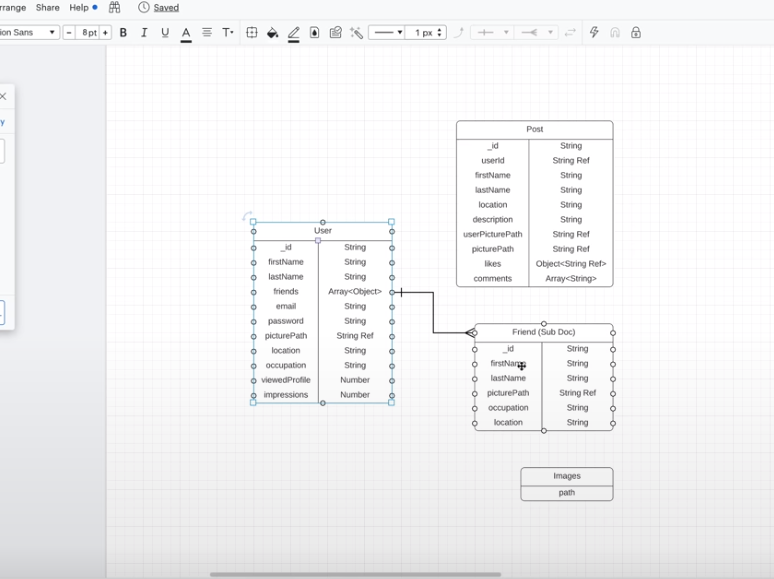 rrange Share Help Saved
ion Sans 8pt B I U A T 1 px
y
Post
_id String
userId String Ref
firstName String
lastName String
location String
description String
userPicturePath String Ref
picturePath String Ref
likes Object<String Ref>
comments Array<String>
User
_id String
firstName String
lastName String
friends Array<Object>
email String
password String
picturePath String Ref
location String
occupation String
viewedProfile Number
impressions Number
Friend (Sub Doc)
_id String
firstName String
lastName String
picturePath String Ref
occupation String
location String
Images
path